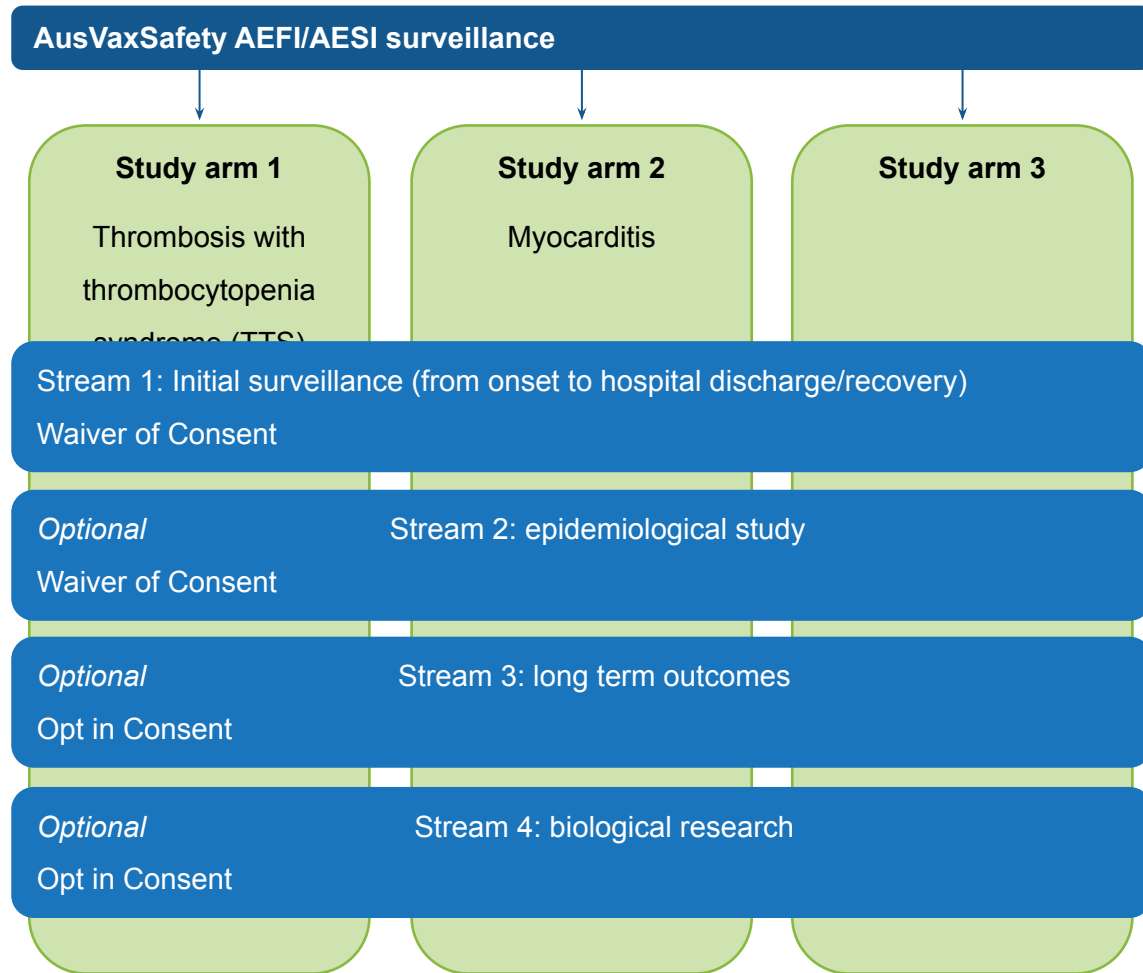 AusVaxSafety AEFI/AESI surveillance
Study arm 1
Thrombosis with
thrombocytopenia
syndrome (TTS)
Study arm 2
Myocarditis
Study arm 3
Stream 1: Initial surveillance (from onset to hospital discharge/recovery)
Waiver of Consent
Optional Stream 2: epidemiological study
Waiver of Consent
Optional Stream 3: long term outcomes
Opt in Consent
Optional Stream 4: biological research
Opt in Consent